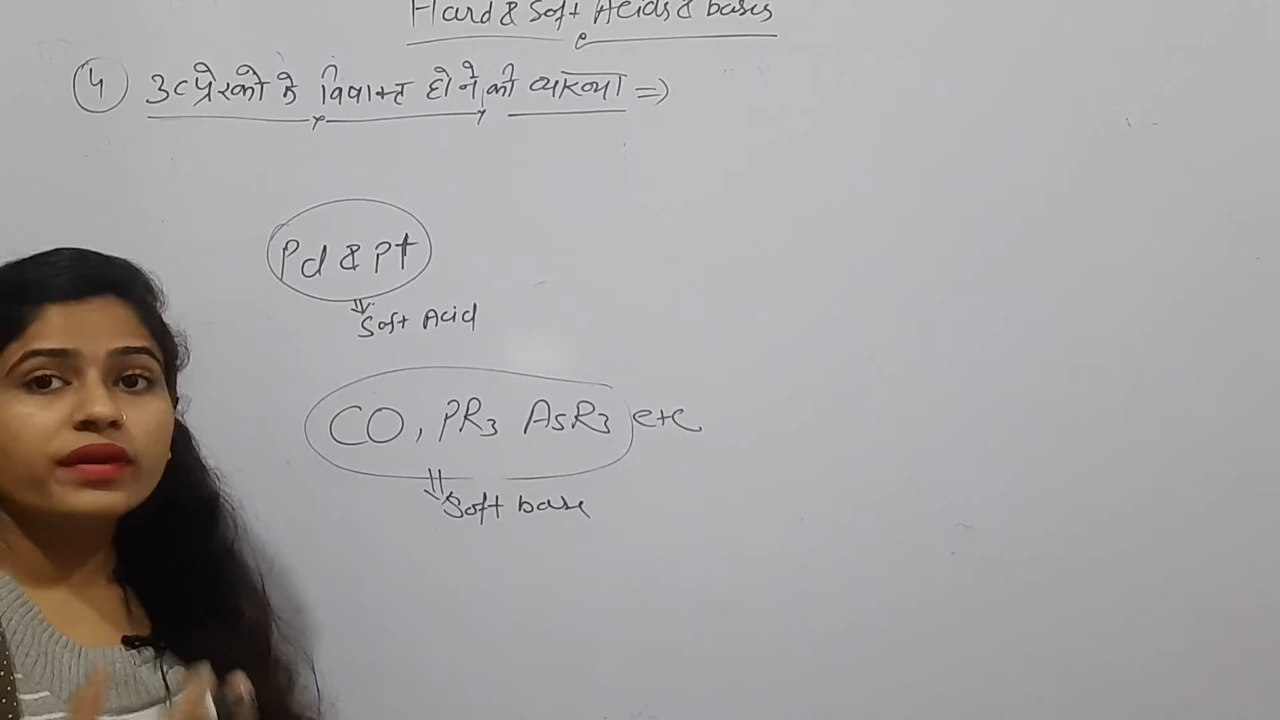 Hard & Soft Acids & bases
(4) उत्प्रेरको के विषाक्त होने की व्याख्या =>
Pd & Pt
Soft Acid
CO, PR3 AsR3 etc
Soft base